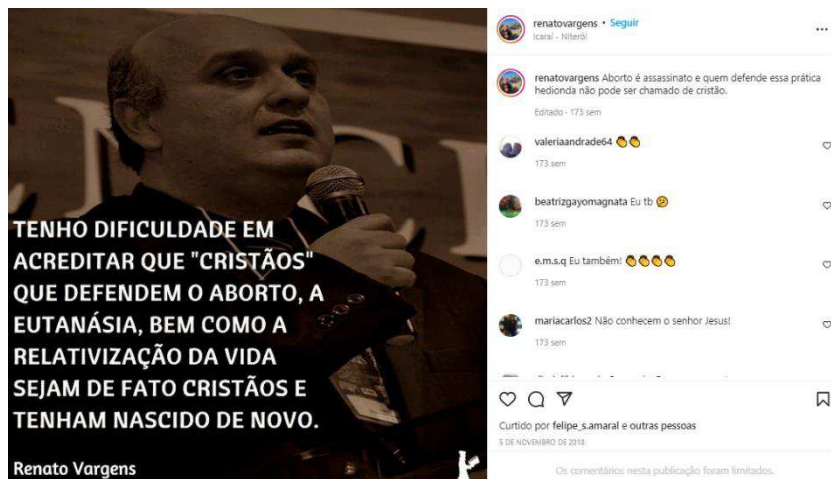 TENHO DIFICULDADE EM
ACREDITAR QUE "CRISTÃOS"
QUE DEFENDEM O ABORTO, A
EUTANÁSIA, BEM COMO A
RELATIVIZAÇÃO DA VIDA
SEJAM DE FATO CRISTÃOS E
TENHAM NASCIDO DE NOVO.
Renato Vargens
renatovargens • Seguir
Icaraí - Niterói
renatovargens Aborto é assassinato e quem defende essa prática
hedionda não pode ser chamado de cristão.
Editado · 173 sem
valeriaandrade64 👏👏
173 sem
beatrizgayomagnata Eu tb 🤔
173 sem
e.m.s.q Eu também! 👏👏👏👏
173 sem
mariacarlos2 Não conhecem o senhor Jesus!
173 sem
Curtido por felipe_s.amaral e outras pessoas
5 DE NOVEMBRO DE 2018
Os comentários nesta publicação foram limitados.